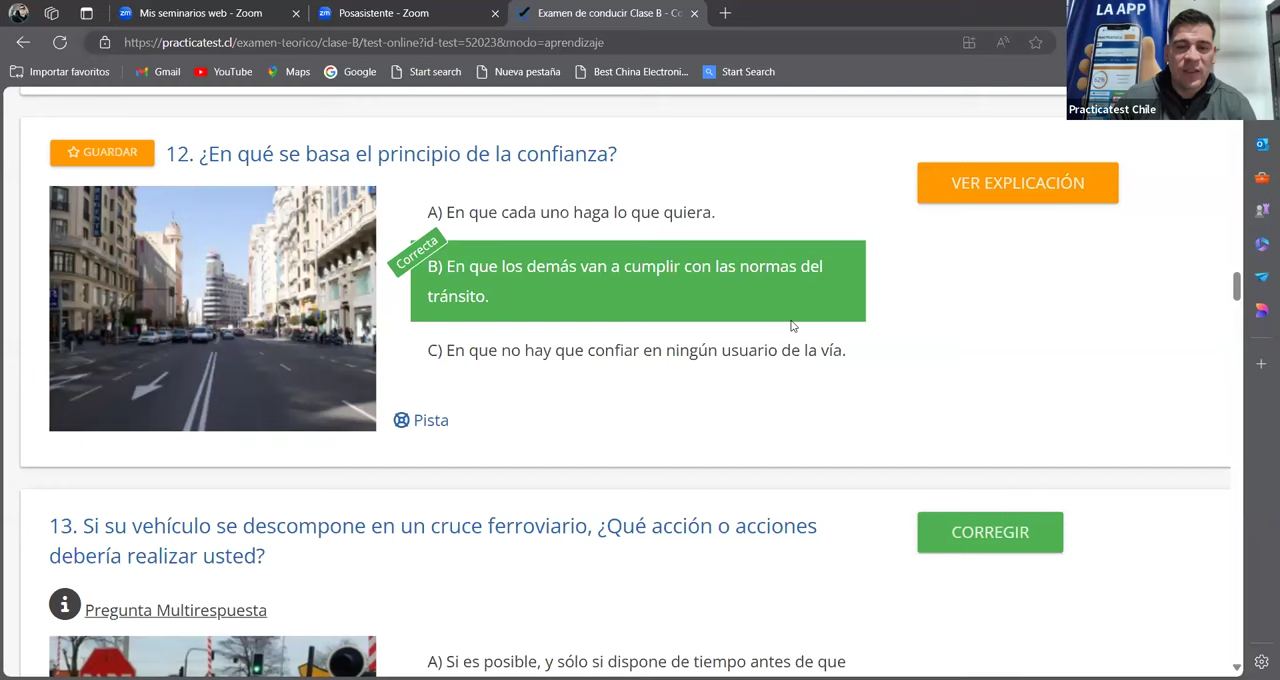 Mis seminarios web - Zoom
Posasistente - Zoom
Examen de conducir Clase B - Co
LA APP
https://practicatest.cl/examen-teorico/clase-B/test-online?id-test=52023&modo=aprendizaje
Importar favoritos
Gmail
YouTube
Maps
Google
Start search
Nueva pestaña
Best China Electroni...
Start Search
Practicatest Chile
GUARDAR
12. ¿En qué se basa el principio de la confianza?
VER EXPLICACIÓN
A) En que cada uno haga lo que quiera.
Correcta
B) En que los demás van a cumplir con las normas del
tránsito.
C) En que no hay que confiar en ningún usuario de la vía.
Pista
13. Si su vehículo se descompone en un cruce ferroviario, ¿Qué acción o acciones
debería realizar usted?
CORREGIR
Pregunta Multirespuesta
A) Si es posible, y sólo si dispone de tiempo antes de que